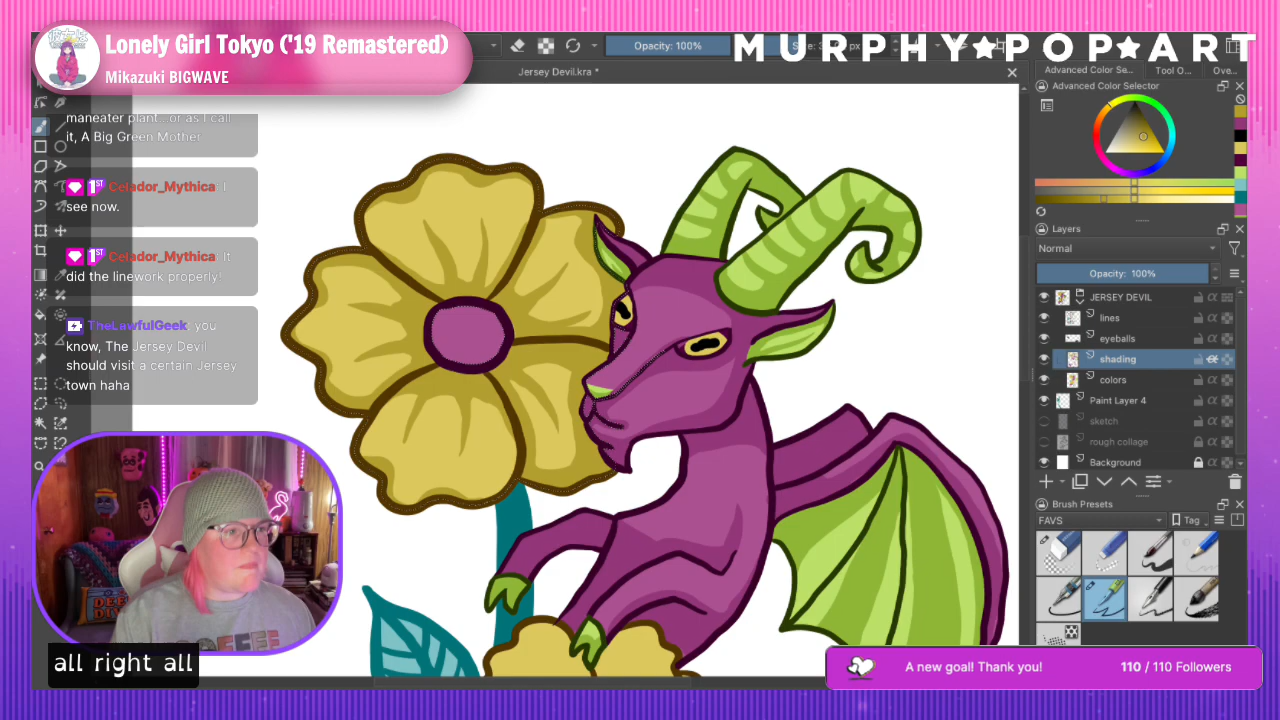 Lonely Girl Tokyo ('19 Remastered)
Mikazuki BIGWAVE
Opacity: 100%
MURPHY★POP★ART
Jersey Devil.kra *
Advanced Color Se...
Tool O...
Ove...
Advanced Color Selector
maneater plant...or as I call
it, A Big Green Mother
1ST Celador_Mythica I
see now.
1ST Celador_Mythica It
did the linework properly!
TheLawfulGeek you
know, The Jersey Devil
should visit a certain Jersey
town haha
Layers
Normal
Opacity: 100%
JERSEY DEVIL
lines
eyeballs
shading
colors
Paint Layer 4
sketch
rough collage
Background
Brush Presets
FAVS
Tag
all right all
A new goal! Thank you!
110 / 110 Followers